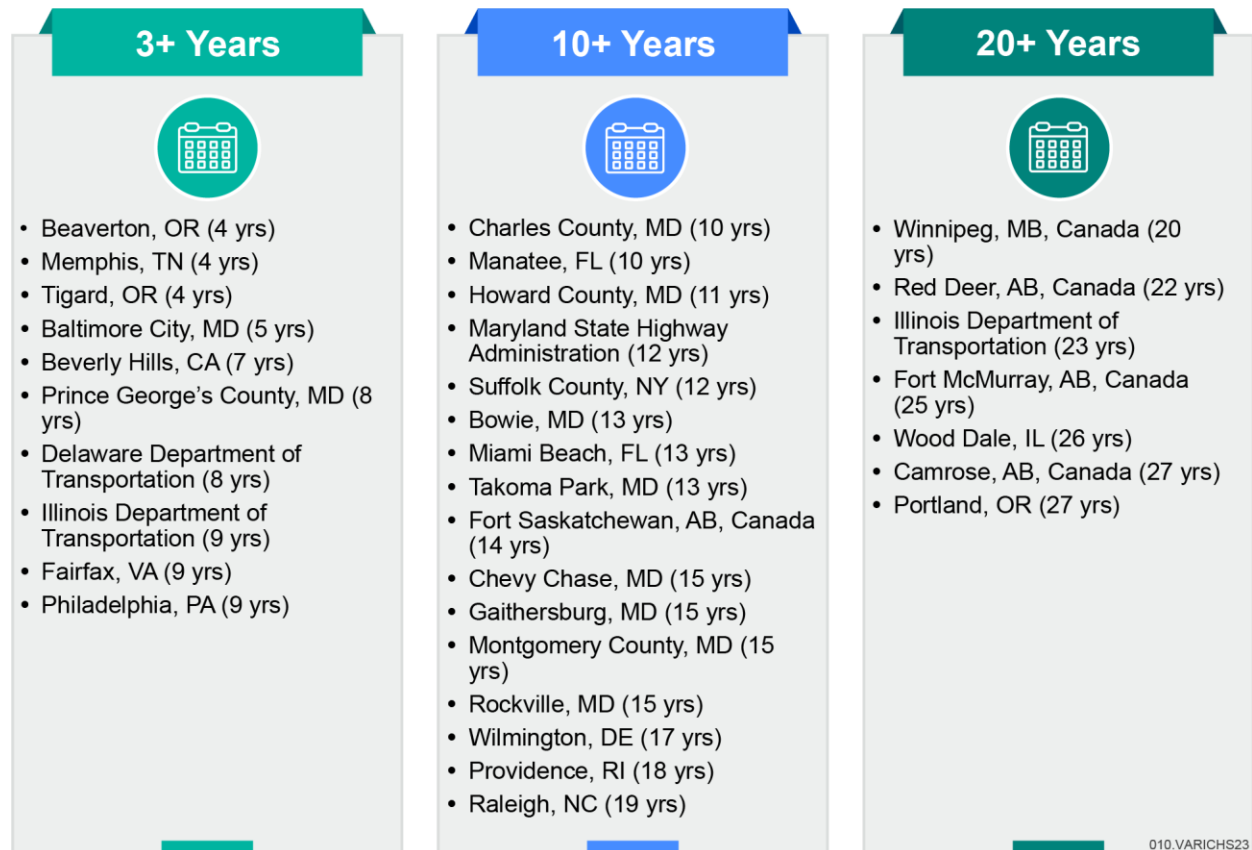 3+ Years
• Beaverton, OR (4 yrs)
• Memphis, TN (4 yrs)
• Tigard, OR (4 yrs)
• Baltimore City, MD (5 yrs)
• Beverly Hills, CA (7 yrs)
• Prince George’s County, MD (8
yrs)
• Delaware Department of
Transportation (8 yrs)
• Illinois Department of
Transportation (9 yrs)
• Fairfax, VA (9 yrs)
• Philadelphia, PA (9 yrs)
10+ Years
• Charles County, MD (10 yrs)
• Manatee, FL (10 yrs)
• Howard County, MD (11 yrs)
• Maryland State Highway
Administration (12 yrs)
• Suffolk County, NY (12 yrs)
• Bowie, MD (13 yrs)
• Miami Beach, FL (13 yrs)
• Takoma Park, MD (13 yrs)
• Fort Saskatchewan, AB, Canada
(14 yrs)
• Chevy Chase, MD (15 yrs)
• Gaithersburg, MD (15 yrs)
• Montgomery County, MD (15
yrs)
• Rockville, MD (15 yrs)
• Wilmington, DE (17 yrs)
• Providence, RI (18 yrs)
• Raleigh, NC (19 yrs)
20+ Years
• Winnipeg, MB, Canada (20
yrs)
• Red Deer, AB, Canada (22 yrs)
• Illinois Department of
Transportation (23 yrs)
• Fort McMurray, AB, Canada
(25 yrs)
• Wood Dale, IL (26 yrs)
• Camrose, AB, Canada (27 yrs)
• Portland, OR (27 yrs)
010.VARICHS23